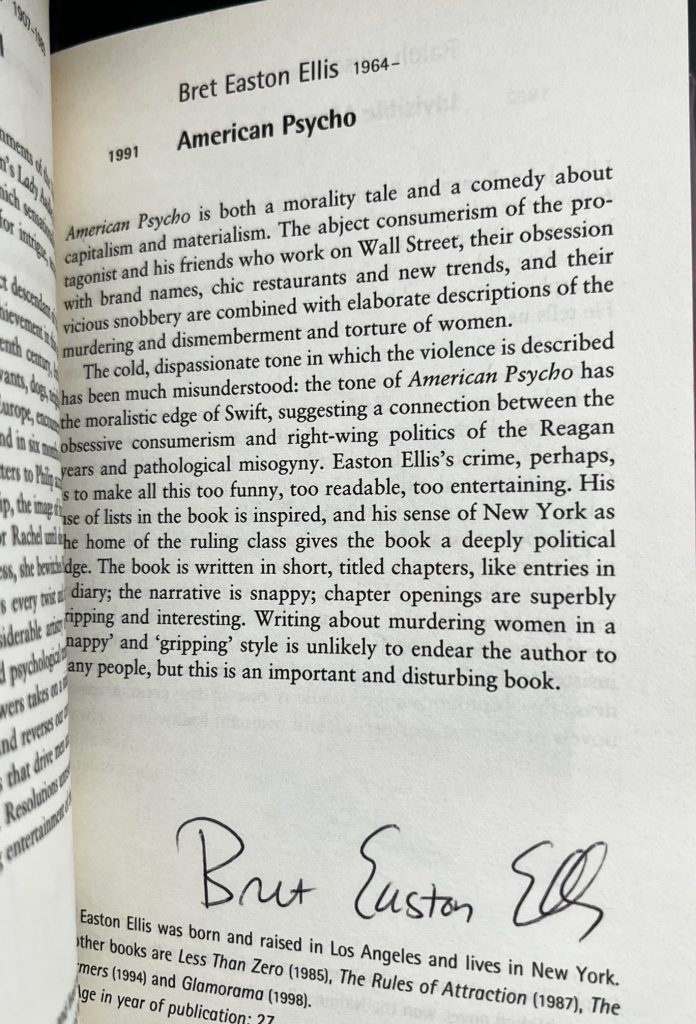 1907–
Bret Easton Ellis 1964–
1991 American Psycho
American Psycho is both a morality tale and a comedy about
capitalism and materialism. The abject consumerism of the pro-
tagonist and his friends who work on Wall Street, their obsession
with brand names, chic restaurants and new trends, and their
vicious snobbery are combined with elaborate descriptions of the
murdering and dismemberment and torture of women.
The cold, dispassionate tone in which the violence is described
has been much misunderstood: the tone of American Psycho has
the moralistic edge of Swift, suggesting a connection between the
obsessive consumerism and right-wing politics of the Reagan
years and pathological misogyny. Easton Ellis's crime, perhaps,
s to make all this too funny, too readable, too entertaining. His
use of lists in the book is inspired, and his sense of New York as
he home of the ruling class gives the book a deeply political
dge. The book is written in short, titled chapters, like entries in
diary; the narrative is snappy; chapter openings are superbly
ripping and interesting. Writing about murdering women in a
nappy' and 'gripping' style is unlikely to endear the author to
any people, but this is an important and disturbing book.
Bret Easton Ellis
Easton Ellis was born and raised in Los Angeles and lives in New York.
other books are Less Than Zero (1985), The Rules of Attraction (1987), The
mers (1994) and Glamorama (1998).
Age in year of publication: 27